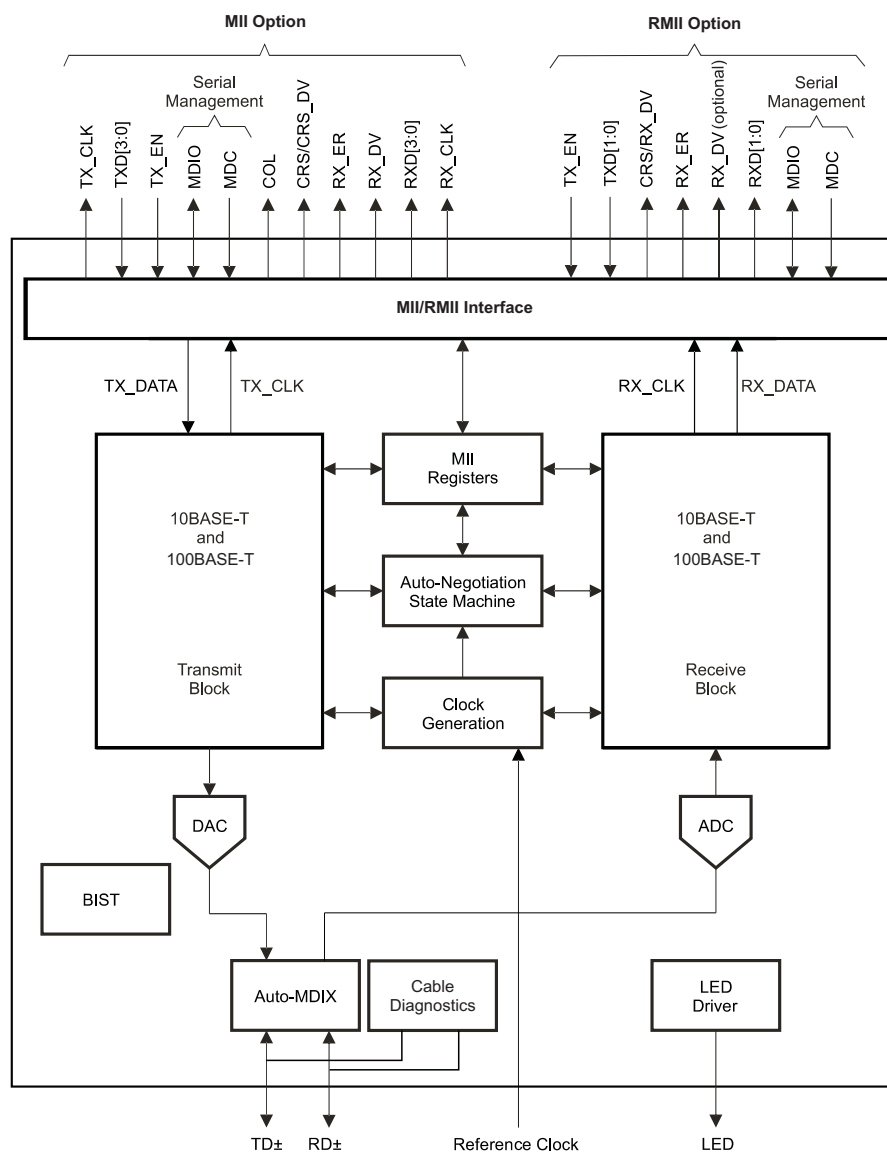 MII Option
RMII Option
Serial
Management
Serial
Management
TX_CLK
TXD[3:0]
TX_EN
MDIO
MDC
COL
CRS/CRS_DV
RX_ER
RX_DV
RXD[3:0]
RX_CLK
TX_EN
TXD[1:0]
CRS/RX_DV
RX_ER
RX_DV (optional)
RXD[1:0]
MDIO
MDC
MII/RMII Interface
TX_DATA
TX_CLK
RX_CLK
RX_DATA
10BASE-T
and
100BASE-T
Transmit
Block
MII
Registers
Auto-Negotiation
State Machine
Clock
Generation
10BASE-T
and
100BASE-T
Receive
Block
DAC
ADC
BIST
Auto-MDIX
Cable
Diagnostics
LED
Driver
TD±
RD±
Reference Clock
LED